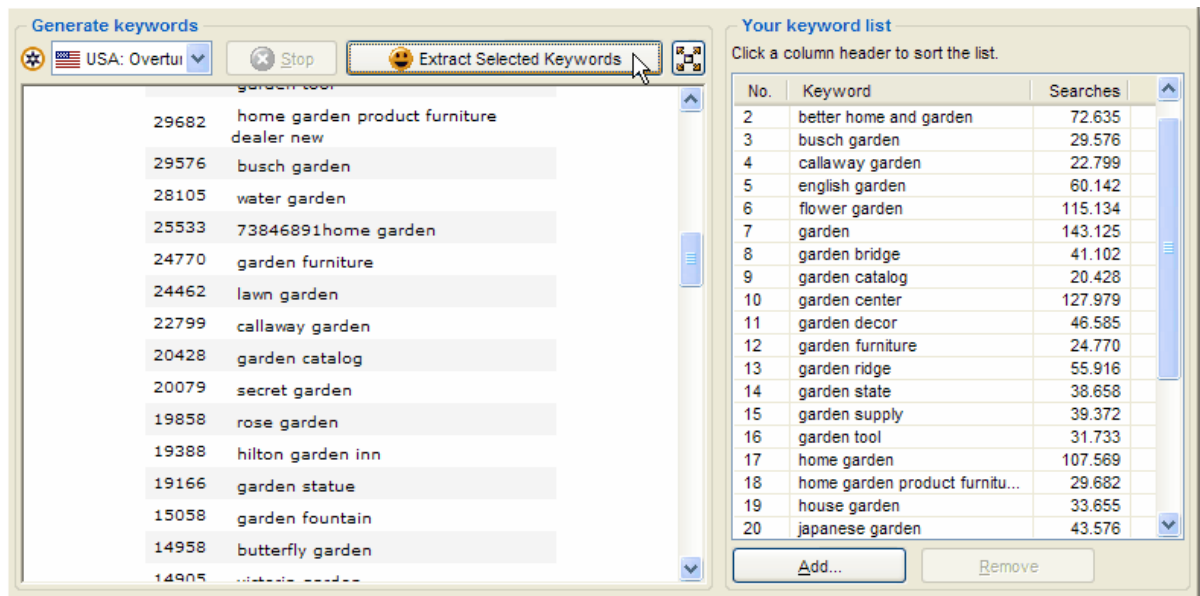 Generate keywords
USA: Overtur
Stop
Extract Selected Keywords
garden tool
29682 home garden product furniture
dealer new
29576 busch garden
28105 water garden
25533 73846891home garden
24770 garden furniture
24462 lawn garden
22799 callaway garden
20428 garden catalog
20079 secret garden
19858 rose garden
19388 hilton garden inn
19166 garden statue
15058 garden fountain
14958 butterfly garden
14905 victoria garden
Your keyword list
Click a column header to sort the list.
No. Keyword Searches
2 better home and garden 72.635
3 busch garden 29.576
4 callaway garden 22.799
5 english garden 60.142
6 flower garden 115.134
7 garden 143.125
8 garden bridge 41.102
9 garden catalog 20.428
10 garden center 127.979
11 garden decor 46.585
12 garden furniture 24.770
13 garden ridge 55.916
14 garden state 38.658
15 garden supply 39.372
16 garden tool 31.733
17 home garden 107.569
18 home garden product furnitu... 29.682
19 house garden 33.655
20 japanese garden 43.576
Add...
Remove